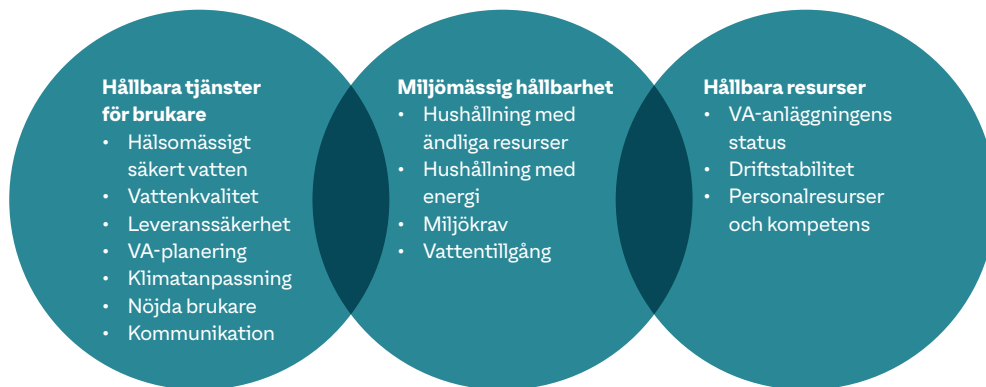 Hållbara tjänster
för brukare
• Hälsomässigt
säkert vatten
• Vattenkvalitet
• Leveranssäkerhet
• VA-planering
• Klimatanpassning
• Nöjda brukare
• Kommunikation
Miljömässig hållbarhet
• Hushållning med
ändliga resurser
• Hushållning med
energi
• Miljökrav
• Vattentillgång
Hållbara resurser
• VA-anläggningens
status
• Driftstabilitet
• Personalresurser
och kompetens